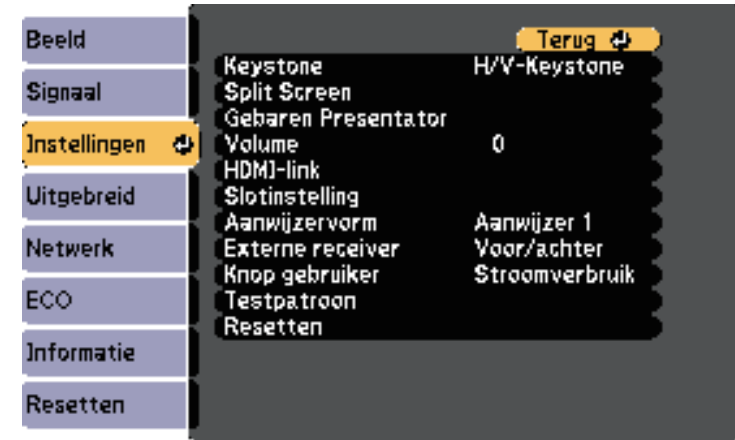 Beeld
Signaal
Instellingen
Uitgebreid
Netwerk
ECO
Informatie
Resetten
Terug
Keystone H/V-Keystone
Split Screen
Gebaren Presentator
Volume 0
HDMI-link
Slotinstelling
Aanwijzervorm Aanwijzer 1
Externe receiver Voor/achter
Knop gebruiker Stroomverbruik
Testpatroon
Resetten